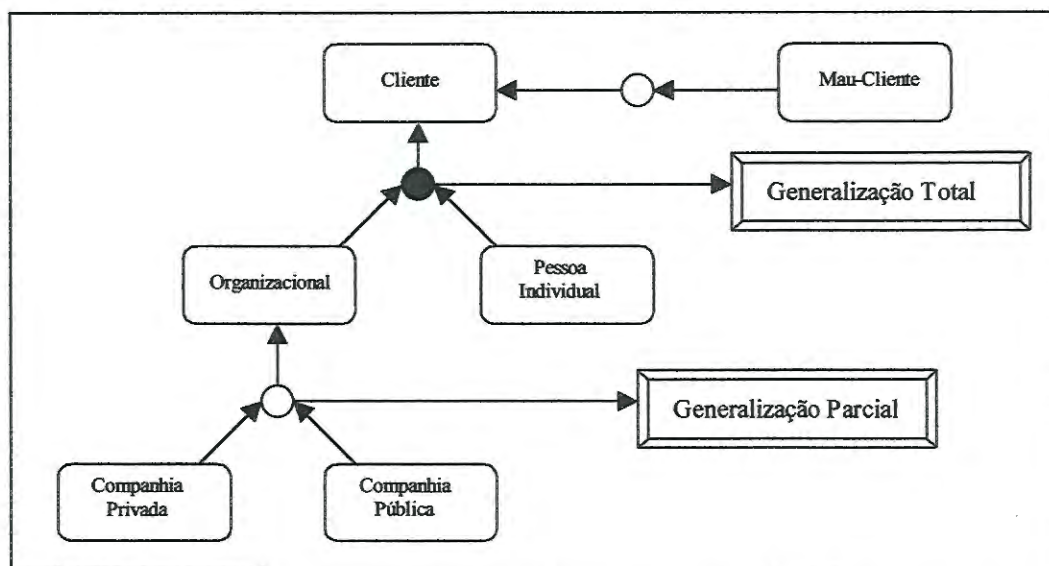 Cliente
Mau-Cliente
Generalização Total
Organizacional
Pessoa
Individual
Generalização Parcial
Companhia
Privada
Companhia
Pública